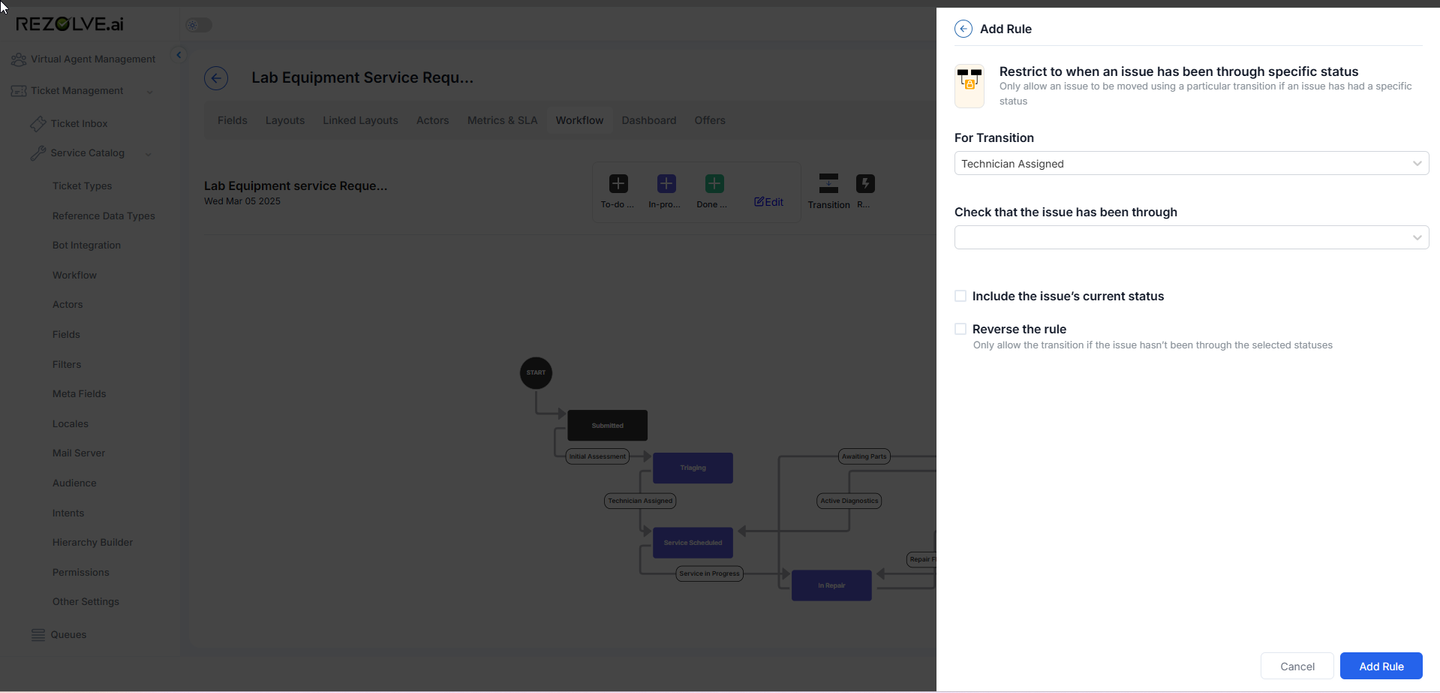 REZOLVE.ai
Virtual Agent Management
Ticket Management
Ticket Inbox
Service Catalog
Ticket Types
Reference Data Types
Bot Integration
Workflow
Actors
Fields
Filters
Meta Fields
Locales
Mail Server
Audience
Intents
Hierarchy Builder
Permissions
Other Settings
Queues
Lab Equipment Service Requ...
Fields Layouts Linked Layouts Actors Metrics & SLA Workflow Dashboard Offers
Lab Equipment service Reque...
Wed Mar 05 2025
To-do ... In-pro... Done ... Edit Transition R...
START
Submitted
Initial Assessment
Triaging
Technician Assigned
Service Scheduled
Service in Progress
Awaiting Parts
Active Diagnostics
Repair F
In Repair
Add Rule
Restrict to when an issue has been through specific status
Only allow an issue to be moved using a particular transition if an issue has had a specific
status
For Transition
Technician Assigned
Check that the issue has been through
Include the issue's current status
Reverse the rule
Only allow the transition if the issue hasn't been through the selected statuses
Cancel Add Rule